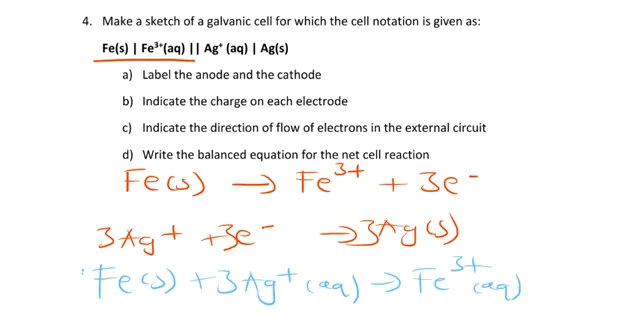 4. Make a sketch of a galvanic cell for which the cell notation is given as:
Fe(s) | Fe³⁺(aq) || Ag⁺ (aq) | Ag(s)
a) Label the anode and the cathode
b) Indicate the charge on each electrode
c) Indicate the direction of flow of electrons in the external circuit
d) Write the balanced equation for the net cell reaction
Fe(s) → Fe³⁺ + 3e⁻
3Ag⁺ +3e⁻ → 3Ag(s)
Fe(s) +3Ag⁺(aq) → Fe³⁺(aq)